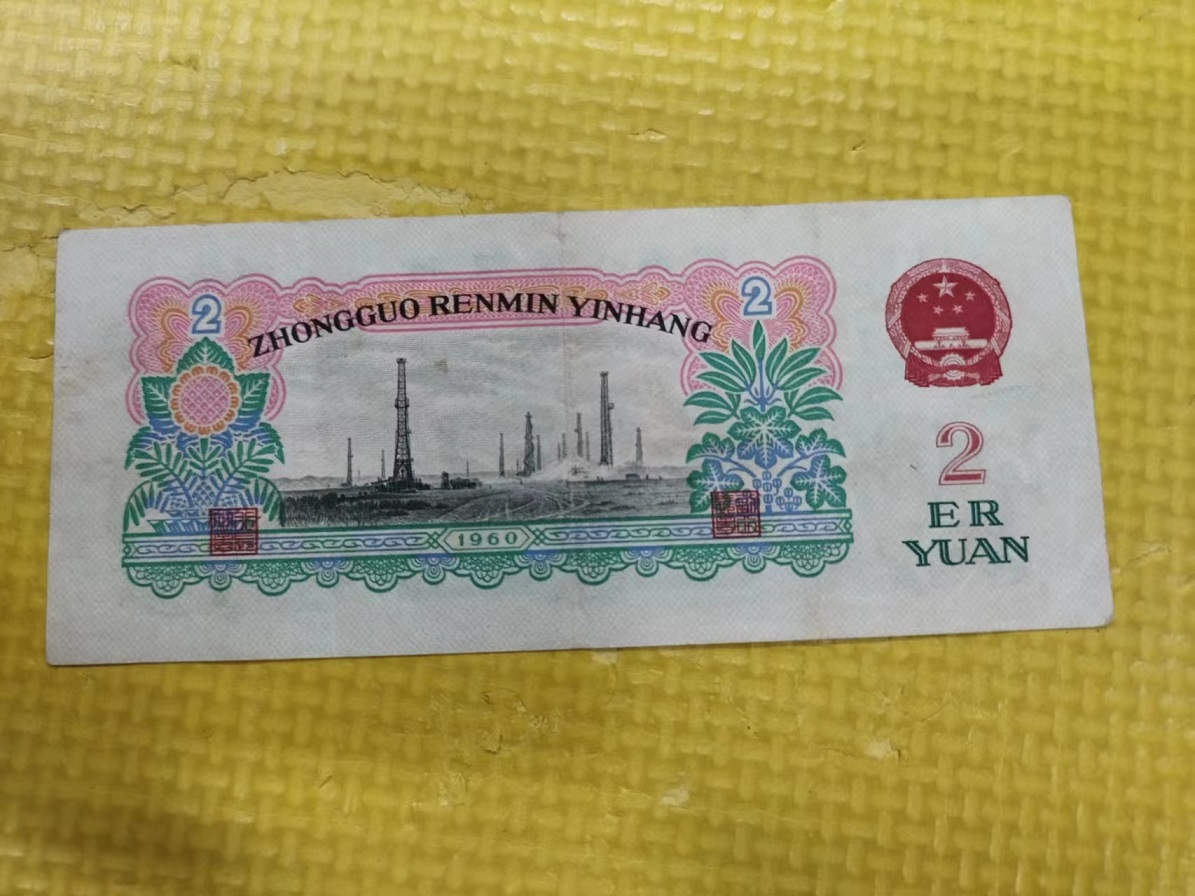 2
2
ZHONGGUO RENMIN YINHANG
2
ER
YUAN
1960